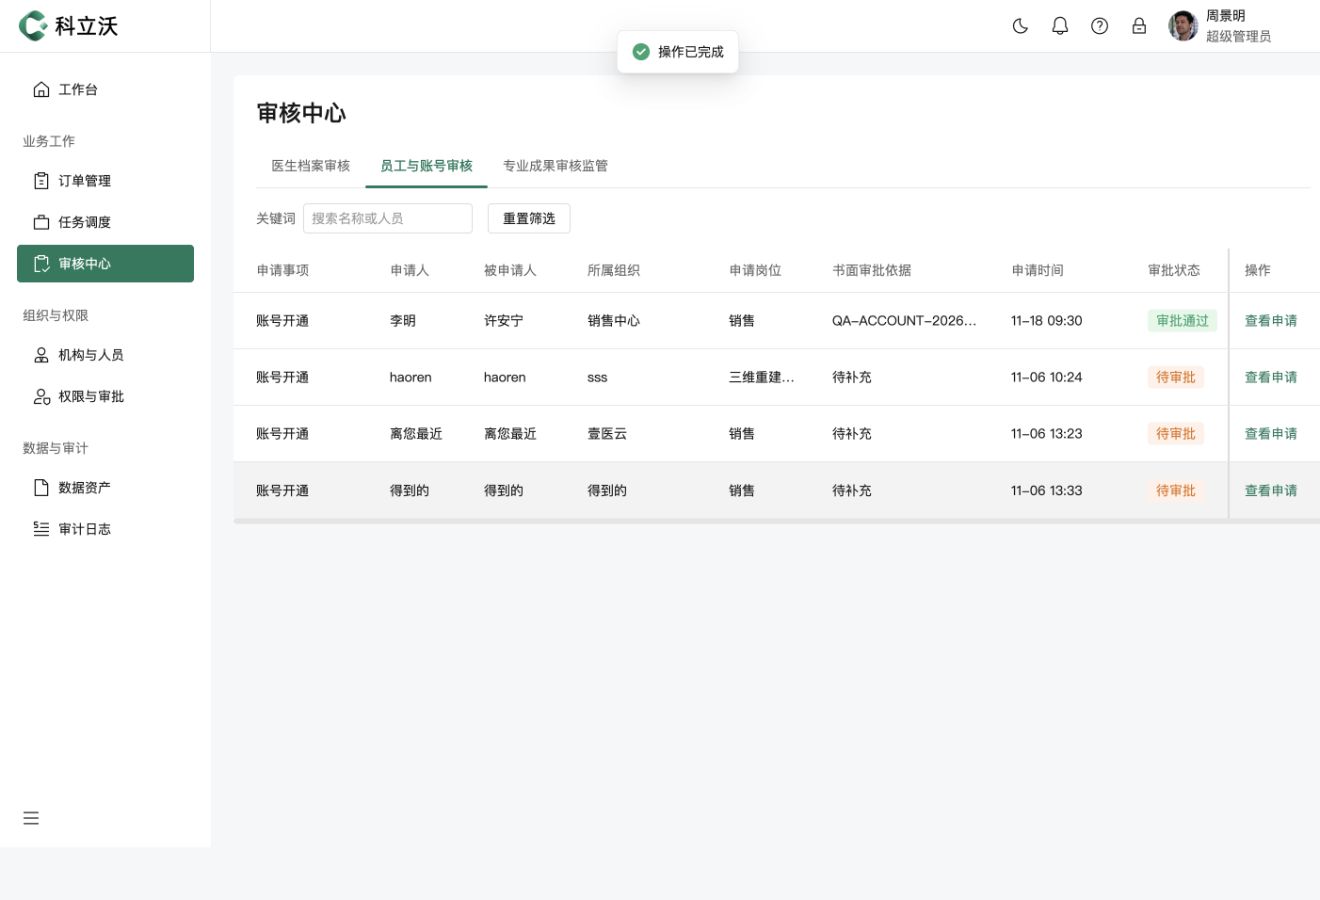 科立沃
周景明
超级管理员
操作已完成
工作台
业务工作
订单管理
任务调度
审核中心
组织与权限
机构与人员
权限与审批
数据与审计
数据资产
审计日志
审核中心
医生档案审核 员工与账号审核 专业成果审核监管
关键词 搜索名称或人员 重置筛选
申请事项 申请人 被申请人 所属组织 申请岗位 书面审批依据 申请时间 审批状态 操作
账号开通 李明 许安宁 销售中心 销售 QA-ACCOUNT-2026... 11-18 09:30 审批通过 查看申请
账号开通 haoren haoren sss 三维重建... 待补充 11-06 10:24 待审批 查看申请
账号开通 离您最近 离您最近 壹医云 销售 待补充 11-06 13:23 待审批 查看申请
账号开通 得到的 得到的 得到的 销售 待补充 11-06 13:33 待审批 查看申请